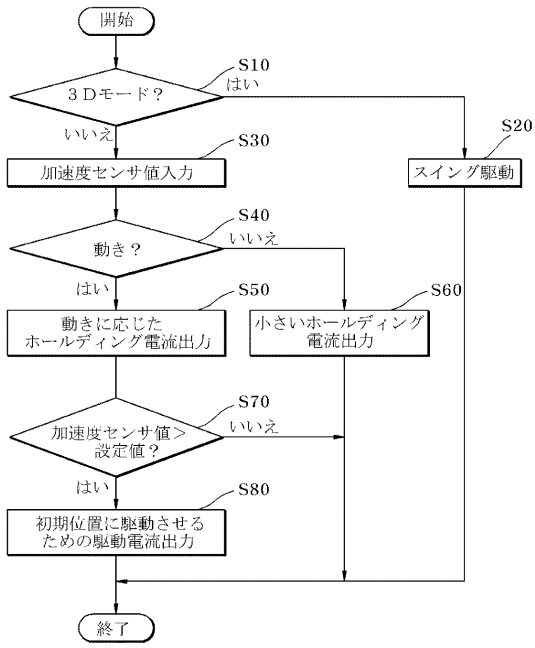 開始
S10
3Dモード?
はい
いいえ
S20
スイング駆動
S30
加速度センサ値入力
S40
動き?
いいえ
はい
S50
動きに応じた
ホールディング電流出力
S60
小さいホールディング
電流出力
S70
加速度センサ値>
設定値?
いいえ
はい
S80
初期位置に駆動させる
ための駆動電流出力
終了